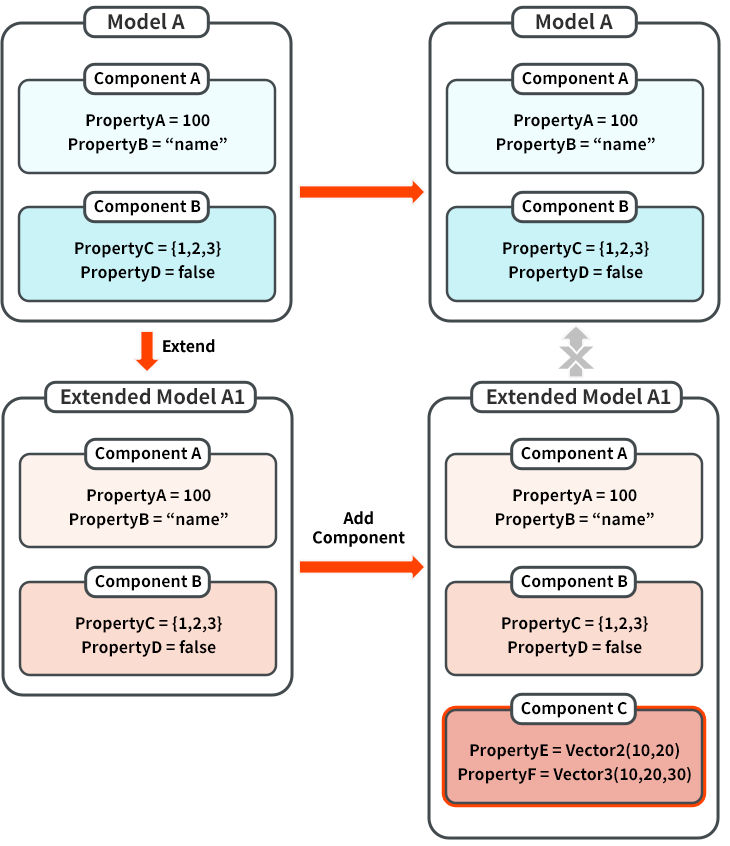 Model A
Component A
PropertyA = 100
PropertyB = “name”
Component B
PropertyC = {1,2,3}
PropertyD = false
Model A
Component A
PropertyA = 100
PropertyB = “name”
Component B
PropertyC = {1,2,3}
PropertyD = false
Extend
Extended Model A1
Component A
PropertyA = 100
PropertyB = “name”
Component B
PropertyC = {1,2,3}
PropertyD = false
Add
Component
Extended Model A1
Component A
PropertyA = 100
PropertyB = “name”
Component B
PropertyC = {1,2,3}
PropertyD = false
Component C
PropertyE = Vector2(10,20)
PropertyF = Vector3(10,20,30)